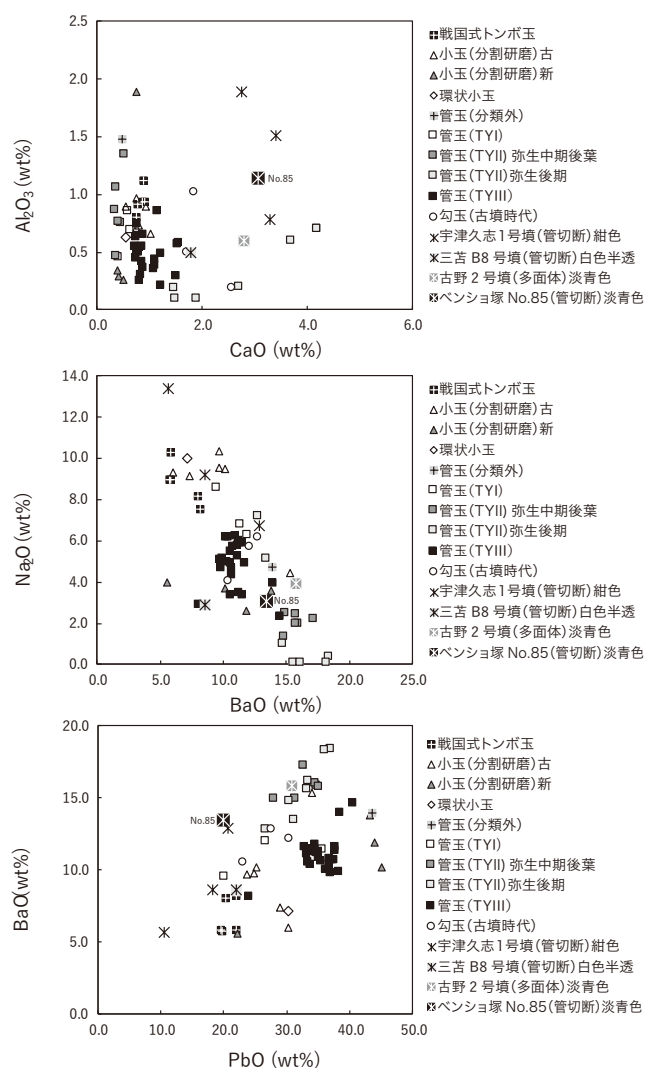 2.5
2.0
1.5
1.0
0.5
0.0
Al₂O₃ (wt%)
No.85
0.0 2.0 4.0 6.0
CaO (wt%)
戦国式トンボ玉
小玉(分割研磨)古
小玉(分割研磨)新
環状小玉
管玉(分類外)
管玉(TYI)
管玉(TYII) 弥生中期後葉
管玉(TYII)弥生後期
管玉(TYIII)
勾玉(古墳時代)
宇津久志1号墳(管切断)紺色
三苫 B8 号墳(管切断)白色半透
古野 2 号墳(多面体)淡青色
ベンショ塚 No.85(管切断)淡青色
14.0
12.0
10.0
8.0
6.0
4.0
2.0
0.0
Na₂O (wt%)
No.85
0.0 5.0 10.0 15.0 20.0 25.0
BaO (wt%)
戦国式トンボ玉
小玉(分割研磨)古
小玉(分割研磨)新
環状小玉
管玉(分類外)
管玉(TYI)
管玉(TYII) 弥生中期後葉
管玉(TYII)弥生後期
管玉(TYIII)
勾玉(古墳時代)
宇津久志1号墳(管切断)紺色
三苫 B8 号墳(管切断)白色半透
古野 2 号墳(多面体)淡青色
ベンショ塚 No.85(管切断)淡青色
20.0
15.0
10.0
5.0
0.0
BaO(wt%)
No.85
0.0 10.0 20.0 30.0 40.0 50.0
PbO (wt%)
戦国式トンボ玉
小玉(分割研磨)古
小玉(分割研磨)新
環状小玉
管玉(分類外)
管玉(TYI)
管玉(TYII) 弥生中期後葉
管玉(TYII)弥生後期
管玉(TYIII)
勾玉(古墳時代)
宇津久志1号墳(管切断)紺色
三苫 B8 号墳(管切断)白色半透
古野 2 号墳(多面体)淡青色
ベンショ塚 No.85(管切断)淡青色